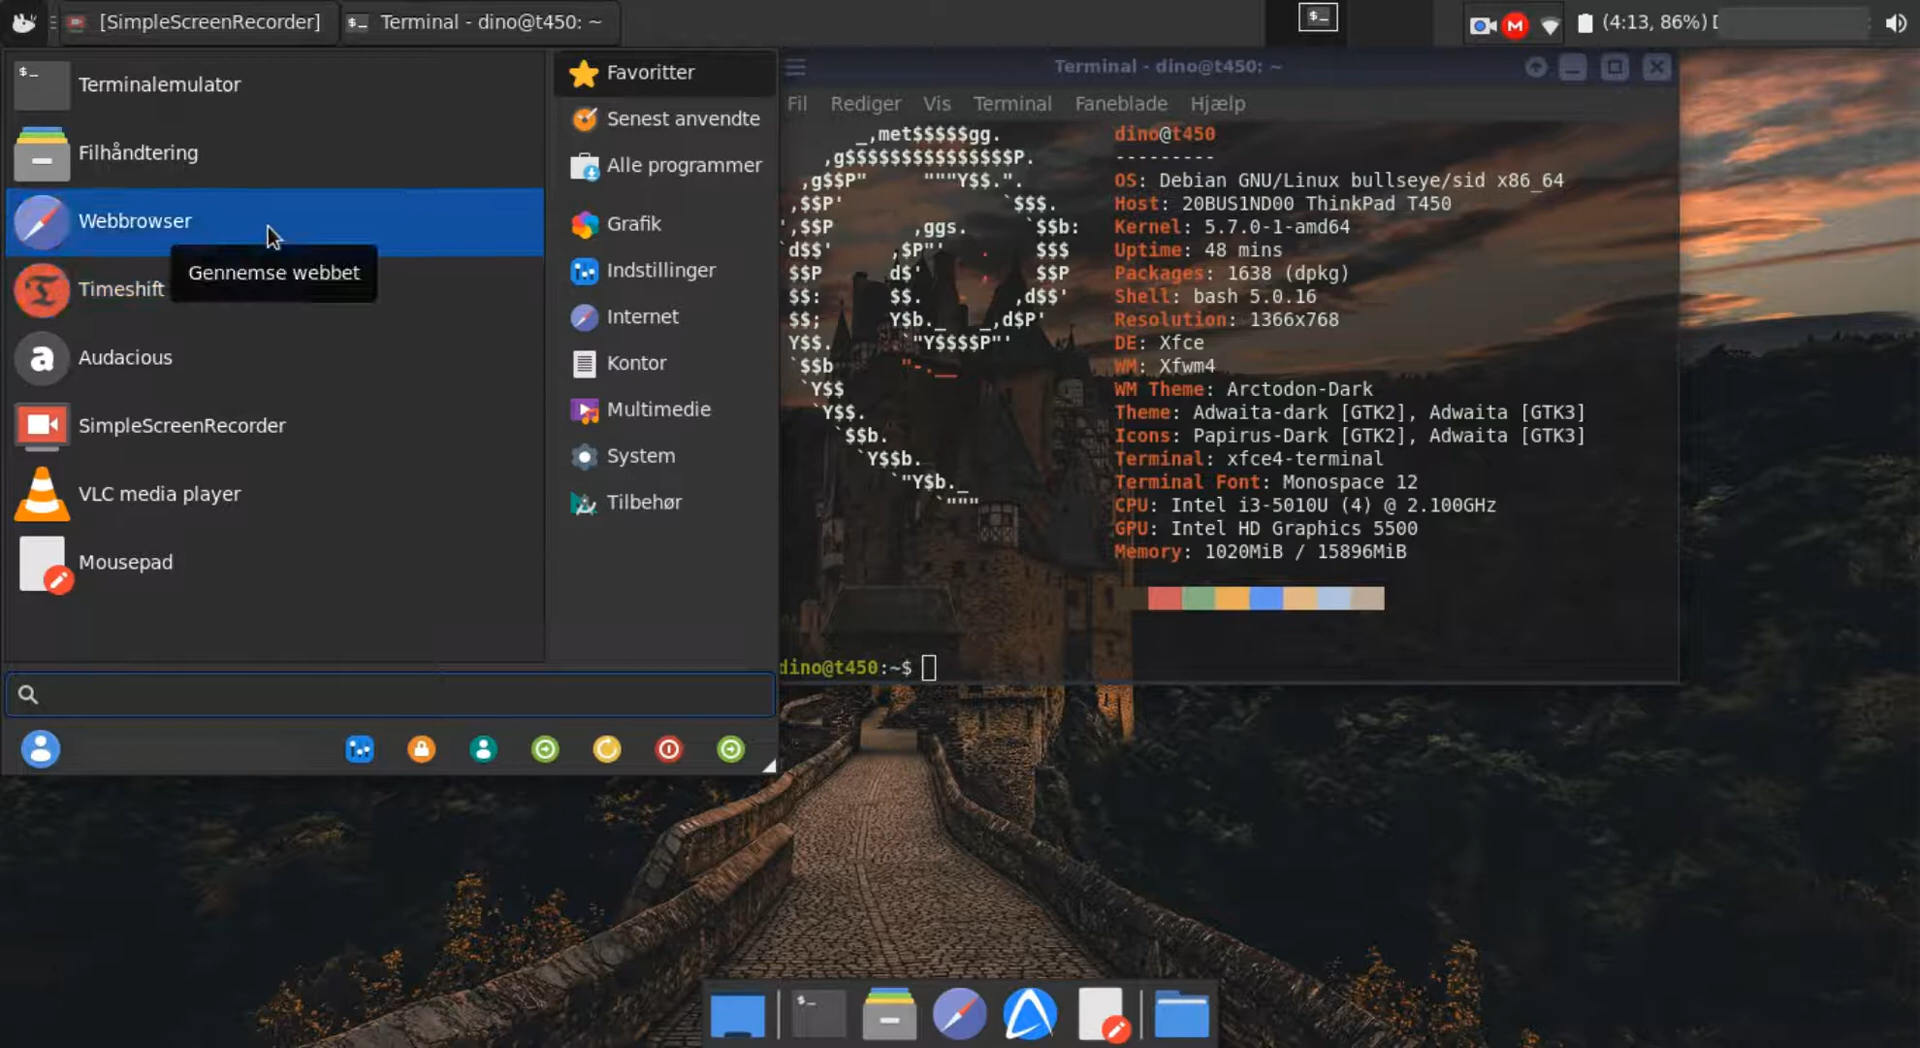 [SimpleScreenRecorder]
Terminal - dino@t450: ~
(4:13, 86%)
Terminalemulator
Filhåndtering
Webbrowser
Gennemse webbet
Timeshift
Audacious
SimpleScreenRecorder
VLC media player
Mousepad
Favoritter
Senest anvendte
Alle programmer
Grafik
Indstillinger
Internet
Kontor
Multimedie
System
Tilbehør
Terminal - dino@t450: ~
Fil Rediger Vis Terminal Faneblade Hjælp
_,met$$$$$gg.
,g$$$$$$$$$$$$$$$P.
,g$$P" """Y$$.".
,$$P' `$$$.
',$$P ,ggs. `$$b:
`d$$' ,$P"' . $$$
$$P d$' , $$P
$$: $$. ,d$$'
$$; Y$b._ _,d$P'
Y$$. `"Y$$$$P"'
`$$b "-.__
`Y$$
`Y$$.
`$$b.
`Y$$b.
`"Y$b._
`"""
dino@t450
---------
OS: Debian GNU/Linux bullseye/sid x86_64
Host: 20BUS1ND00 ThinkPad T450
Kernel: 5.7.0-1-amd64
Uptime: 48 mins
Packages: 1638 (dpkg)
Shell: bash 5.0.16
Resolution: 1366x768
DE: Xfce
WM: Xfwm4
WM Theme: Arctodon-Dark
Theme: Adwaita-dark [GTK2], Adwaita [GTK3]
Icons: Papirus-Dark [GTK2], Adwaita [GTK3]
Terminal: xfce4-terminal
Terminal Font: Monospace 12
CPU: Intel i3-5010U (4) @ 2.100GHz
GPU: Intel HD Graphics 5500
Memory: 1020MiB / 15896MiB
dino@t450:~$